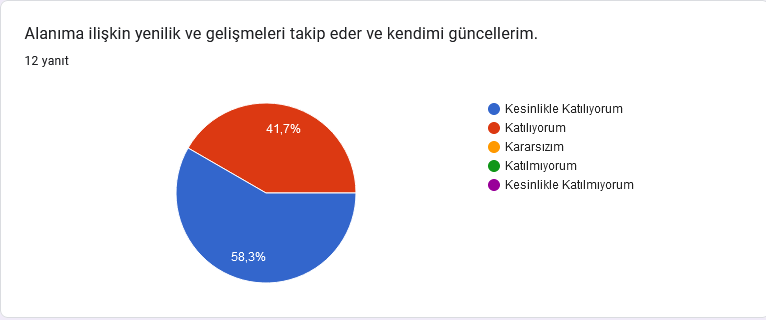 Alanıma ilişkin yenilik ve gelişmeleri takip eder ve kendimi güncellerim.
12 yanıt
41,7%
58,3%
Kesinlikle Katılıyorum
Katılıyorum
Kararsızım
Katılmıyorum
Kesinlikle Katılmıyorum